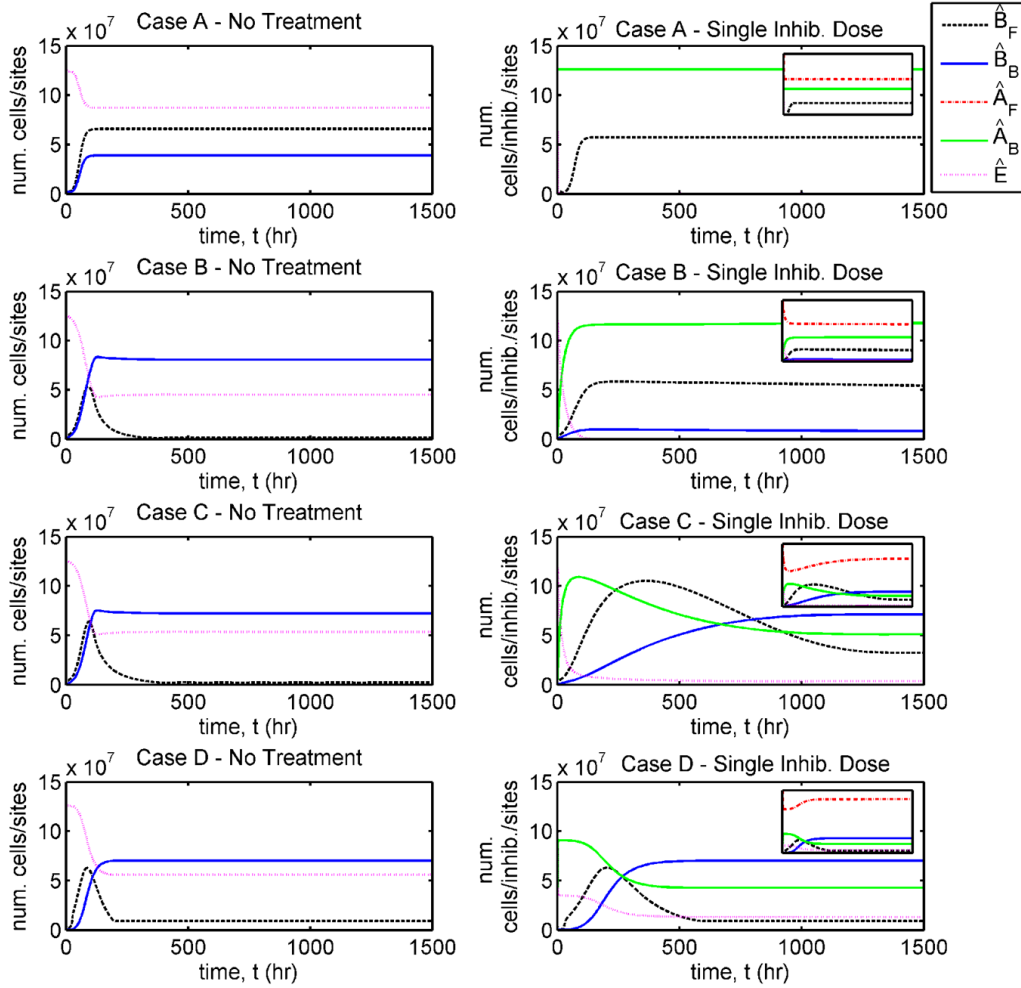 Case A - No Treatment
x 10^7
15
10
5
0
num. cells/sites
0 500 1000 1500
time, t (hr)
Case A - Single Inhib. Dose
x 10^7
15
10
5
0
num.
cells/inhib./sites
0 500 1000 1500
time, t (hr)
B̂_F
B̂_B
Â_F
Â_B
Ê
Case B - No Treatment
x 10^7
15
10
5
0
num. cells/sites
0 500 1000 1500
time, t (hr)
Case B - Single Inhib. Dose
x 10^7
15
10
5
0
num.
cells/inhib./sites
0 500 1000 1500
time, t (hr)
Case C - No Treatment
x 10^7
15
10
5
0
num. cells/sites
0 500 1000 1500
time, t (hr)
Case C - Single Inhib. Dose
x 10^7
15
10
5
0
num.
cells/inhib./sites
0 500 1000 1500
time, t (hr)
Case D - No Treatment
x 10^7
15
10
5
0
num. cells/sites
0 500 1000 1500
time, t (hr)
Case D - Single Inhib. Dose
x 10^7
15
10
5
0
num.
cells/inhib./sites
0 500 1000 1500
time, t (hr)